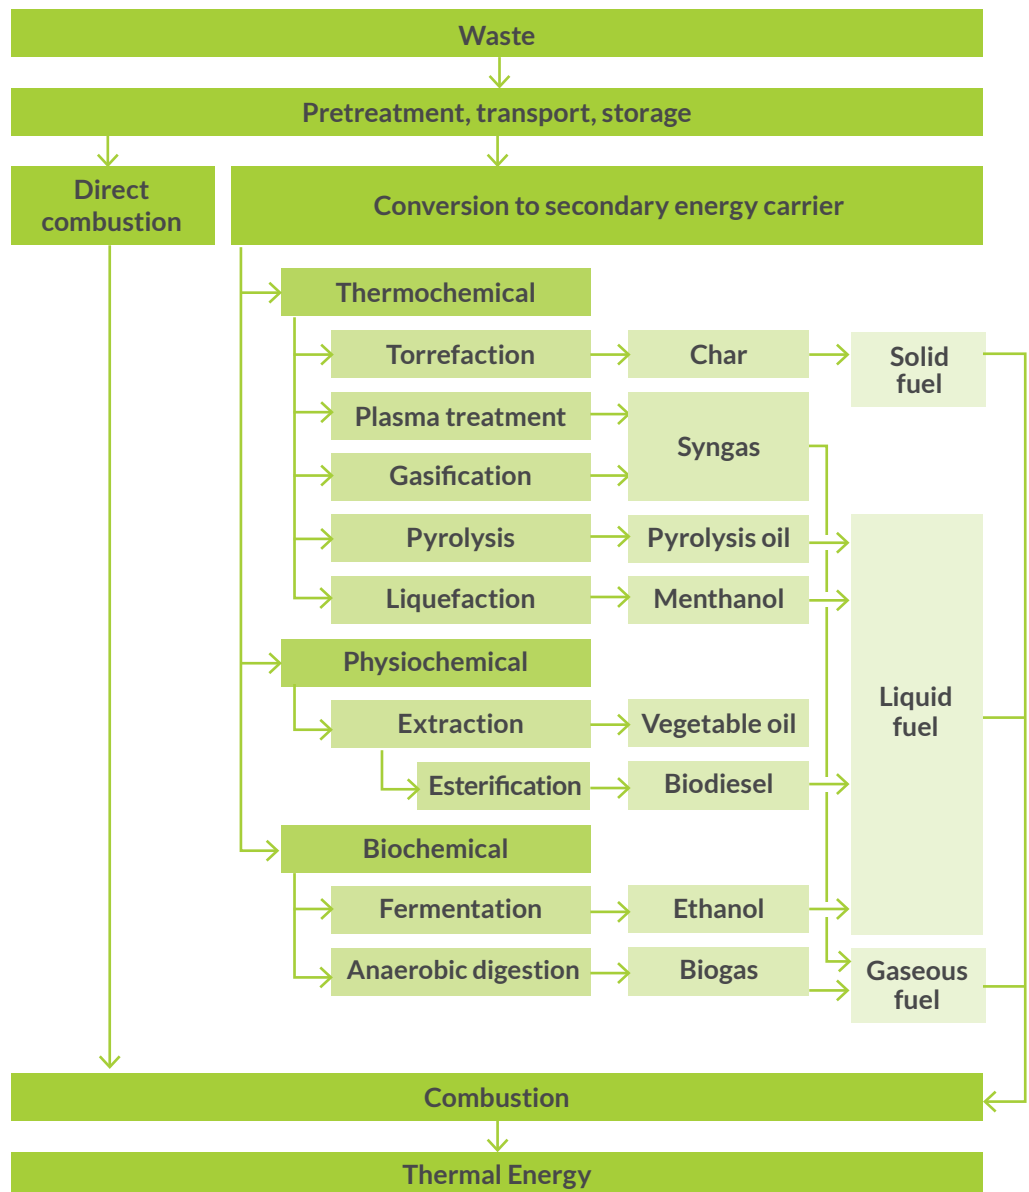 Waste
Pretreatment, transport, storage
Direct
combustion
Conversion to secondary energy carrier
Thermochemical
Torrefaction
Char
Solid
fuel
Plasma treatment
Syngas
Gasification
Pyrolysis
Pyrolysis oil
Liquefaction
Menthanol
Physiochemical
Liquid
fuel
Extraction
Vegetable oil
Esterification
Biodiesel
Biochemical
Fermentation
Ethanol
Anaerobic digestion
Biogas
Gaseous
fuel
Combustion
Thermal Energy